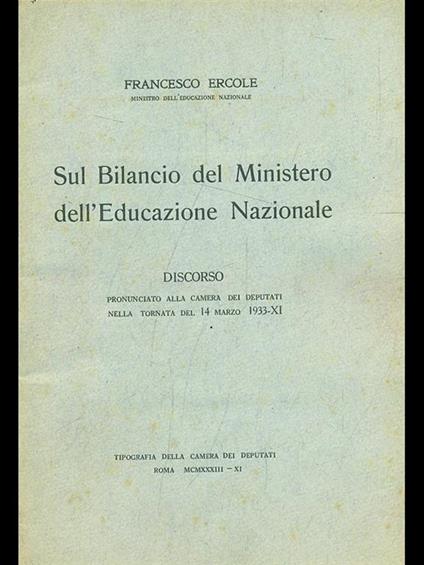 FRANCESCO ERCOLE
MINISTRO DELL'EDUCAZIONE NAZIONALE
Sul Bilancio del Ministero
dell'Educazione Nazionale
DISCORSO
PRONUNCIATO ALLA CAMERA DEI DEPUTATI
NELLA TORNATA DEL 14 MARZO 1933-XI
TIPOGRAFIA DELLA CAMERA DEI DEPUTATI
ROMA MCMXXXIII - XI